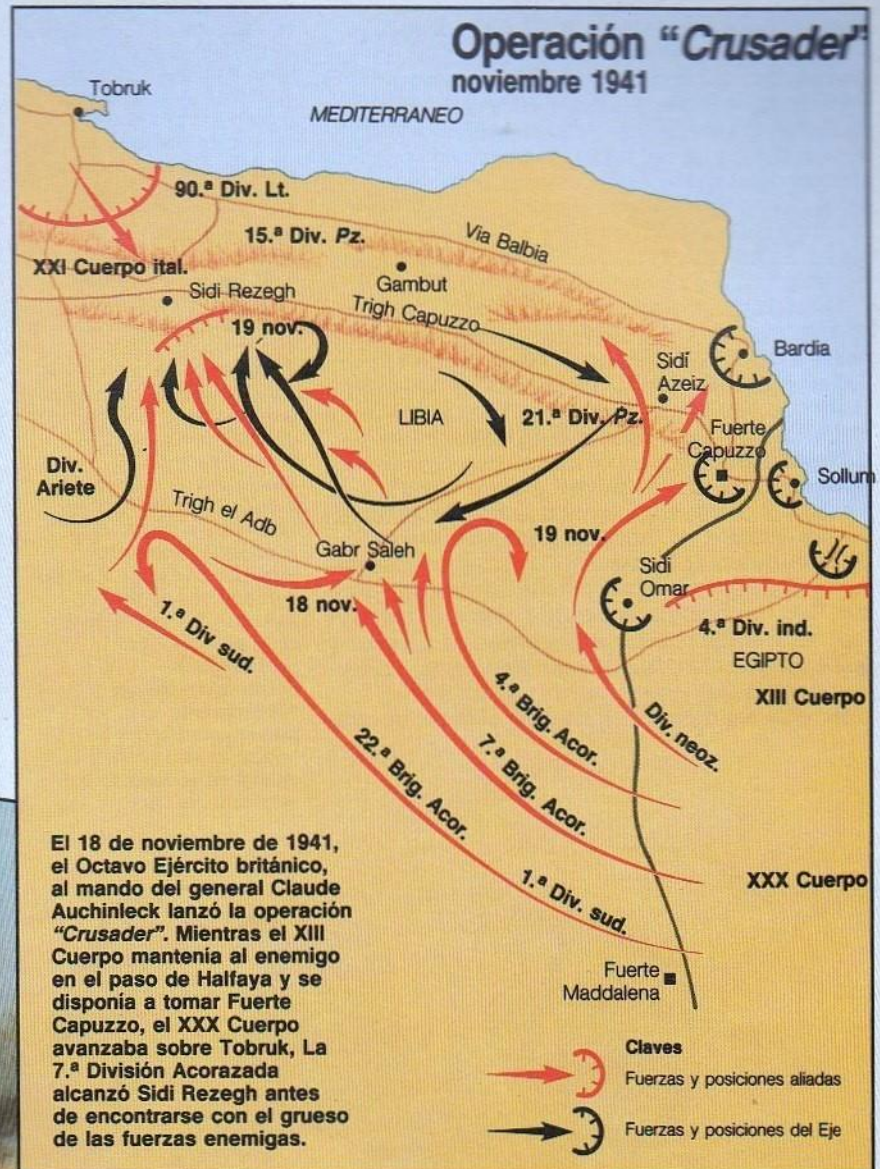 Operación “Crusader”
noviembre 1941
Tobruk
MEDITERRANEO
90.ª Div. Lt.
15.ª Div. Pz.
Via Balbia
XXI Cuerpo ital.
Gambut
Sidi Rezegh
Trigh Capuzzo
19 nov.
Bardia
Sidi
Azeiz
LIBIA
21.ª Div. Pz.
Fuerte
Capuzzo
Div.
Ariete
Sollum
Trigh el Adb
19 nov.
Gabr Saleh
Sidi
Omar
18 nov.
1.ª Div sud.
4.ª Div. ind.
EGIPTO
XIII Cuerpo
4.ª Brig. Acor.
Div. neoz.
7.ª Brig. Acor.
22.ª Brig. Acor.
1.ª Div. sud.
XXX Cuerpo
Fuerte
Maddalena
El 18 de noviembre de 1941,
el Octavo Ejército británico,
al mando del general Claude
Auchinleck lanzó la operación
“Crusader”. Mientras el XIII
Cuerpo mantenía al enemigo
en el paso de Halfaya y se
disponía a tomar Fuerte
Capuzzo, el XXX Cuerpo
avanzaba sobre Tobruk, La
7.ª División Acorazada
alcanzó Sidi Rezegh antes
de encontrarse con el grueso
de las fuerzas enemigas.
Claves
Fuerzas y posiciones aliadas
Fuerzas y posiciones del Eje